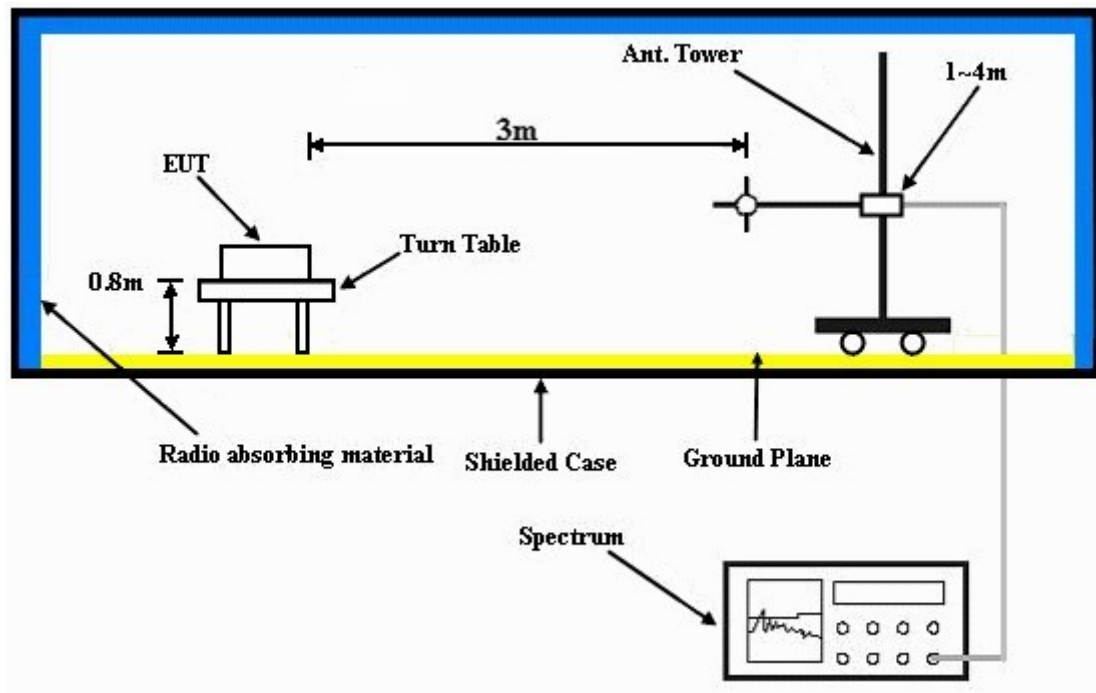 Ant. Tower
1~4m
3m
EUT
Turn Table
0.8m
Radio absorbing material
Shielded Case
Ground Plane
Spectrum